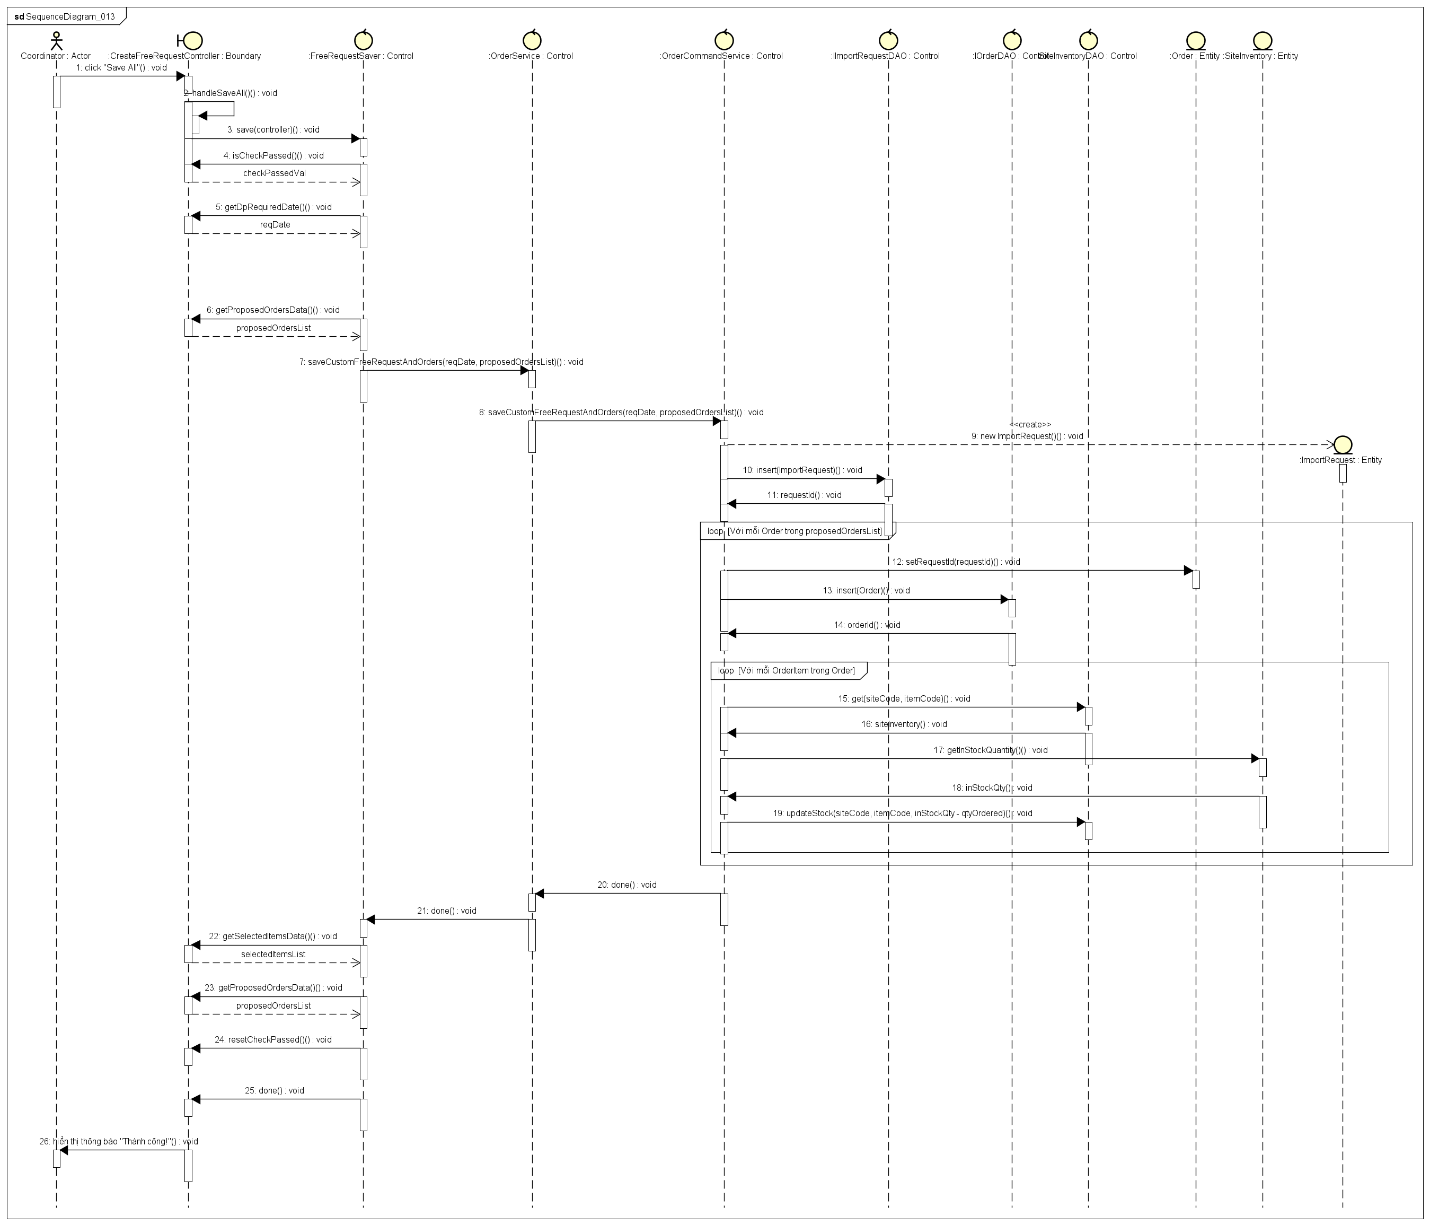 sd SequenceDiagram_013
Coordinator : Actor
:CreateFreeRequestController : Boundary
:FreeRequestSaver : Control
:OrderService : Control
:OrderCommandService : Control
:ImportRequestDAO : Control
:IOrderDAO : Control
:SiteInventoryDAO : Control
:Order : Entity
:SiteInventory : Entity
1: click "Save All"() : void
2: handleSaveAll()() : void
3: save(controller)() : void
4: isCheckPassed()() : void
checkPassedVal
5: getDpRequiredDate()() : void
reqDate
6: getProposedOrdersData()() : void
proposedOrdersList
7: saveCustomFreeRequestAndOrders(reqDate, proposedOrdersList)() : void
8: saveCustomFreeRequestAndOrders(reqDate, proposedOrdersList)() : void
<<create>>
9: new ImportRequest()() : void
:ImportRequest : Entity
10: insert(ImportRequest)() : void
11: requestId() : void
loop [Với mỗi Order trong proposedOrdersList]
12: setRequestId(requestId)() : void
13: insert(Order)() : void
14: orderId() : void
loop [Với mỗi OrderItem trong Order]
15: get(siteCode, itemCode)() : void
16: siteInventory() : void
17: getInStockQuantity()() : void
18: inStockQty() : void
19: updateStock(siteCode, itemCode, inStockQty - qtyOrdered)() : void
20: done() : void
21: done() : void
22: getSelectedItemsData()() : void
selectedItemsList
23: getProposedOrdersData()() : void
proposedOrdersList
24: resetCheckPassed()() : void
25: done() : void
26: hiển thị thông báo "Thành công!"() : void